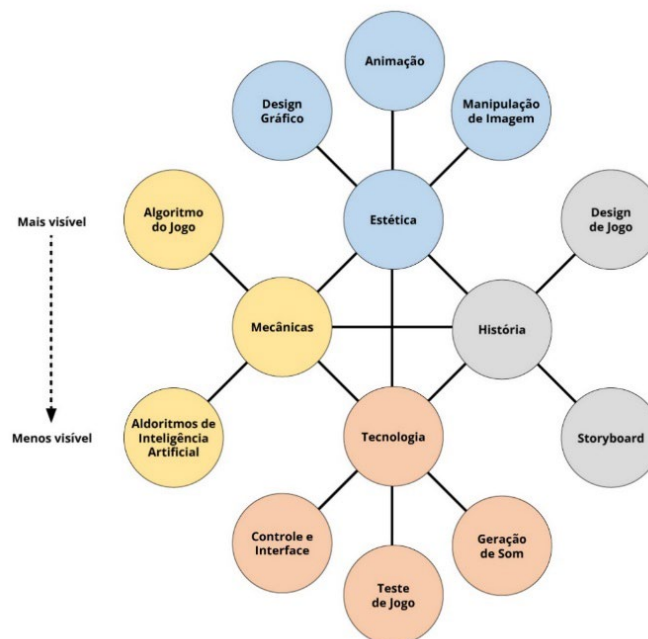 Animação
Design
Gráfico
Manipulação
de Imagem
Mais visível
Algoritmo
do Jogo
Estética
Design
de Jogo
Mecânicas
História
Menos visível
Aldoritmos de
Inteligência
Artificial
Tecnologia
Storyboard
Controle e
Interface
Geração
de Som
Teste
de Jogo